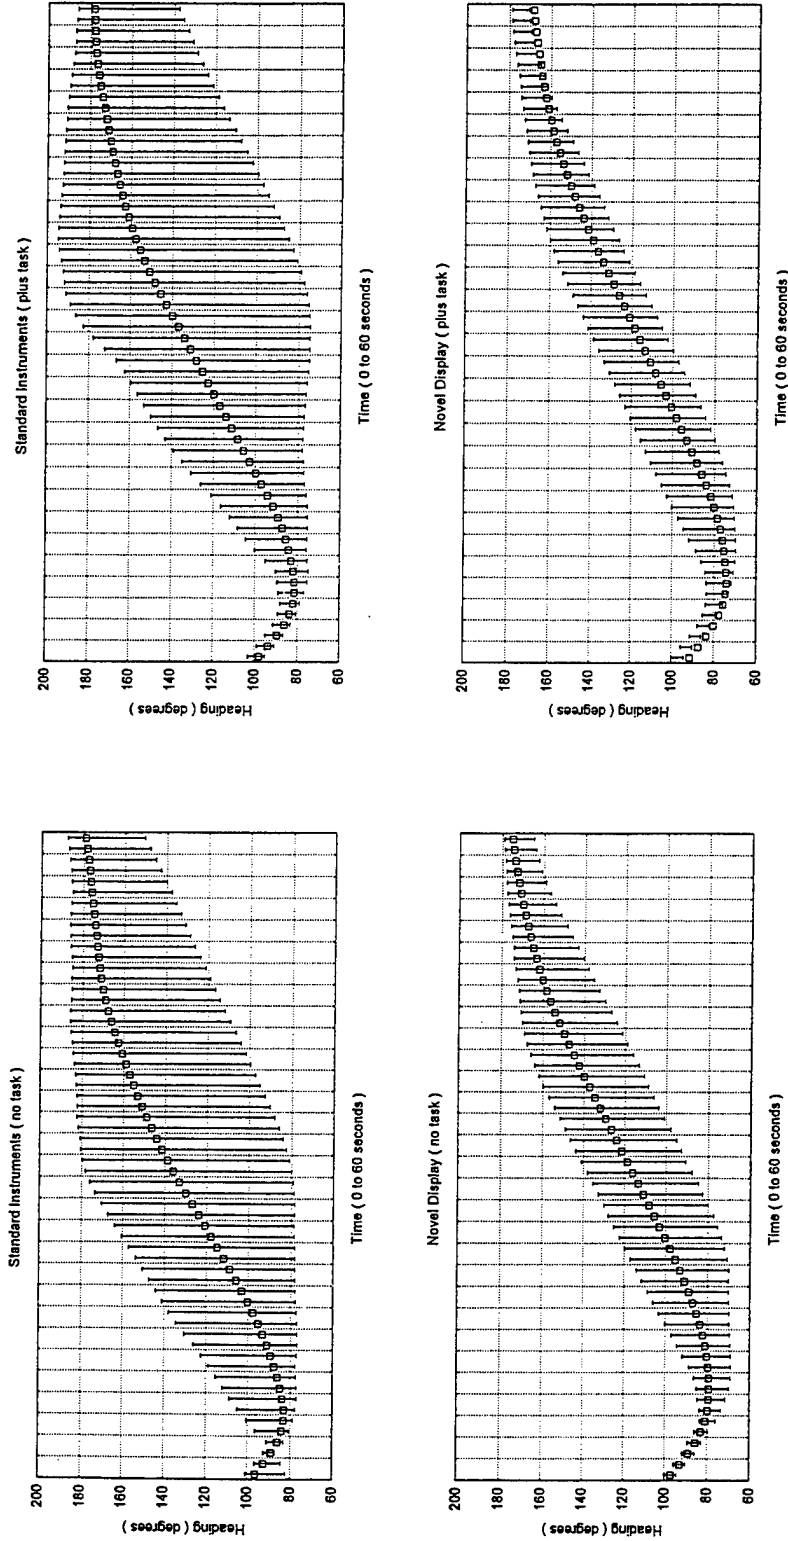 Standard Instruments ( no task )
200
180
160
140
120
100
80
60
Heading ( degrees )
Time ( 0 to 60 seconds )
Standard Instruments ( plus task )
200
180
160
140
120
100
80
60
Heading ( degrees )
Time ( 0 to 60 seconds )
Novel Display ( no task )
200
180
160
140
120
100
80
60
Heading ( degrees )
Time ( 0 to 60 seconds )
Novel Display ( plus task )
200
180
160
140
120
100
80
60
Heading ( degrees )
Time ( 0 to 60 seconds )